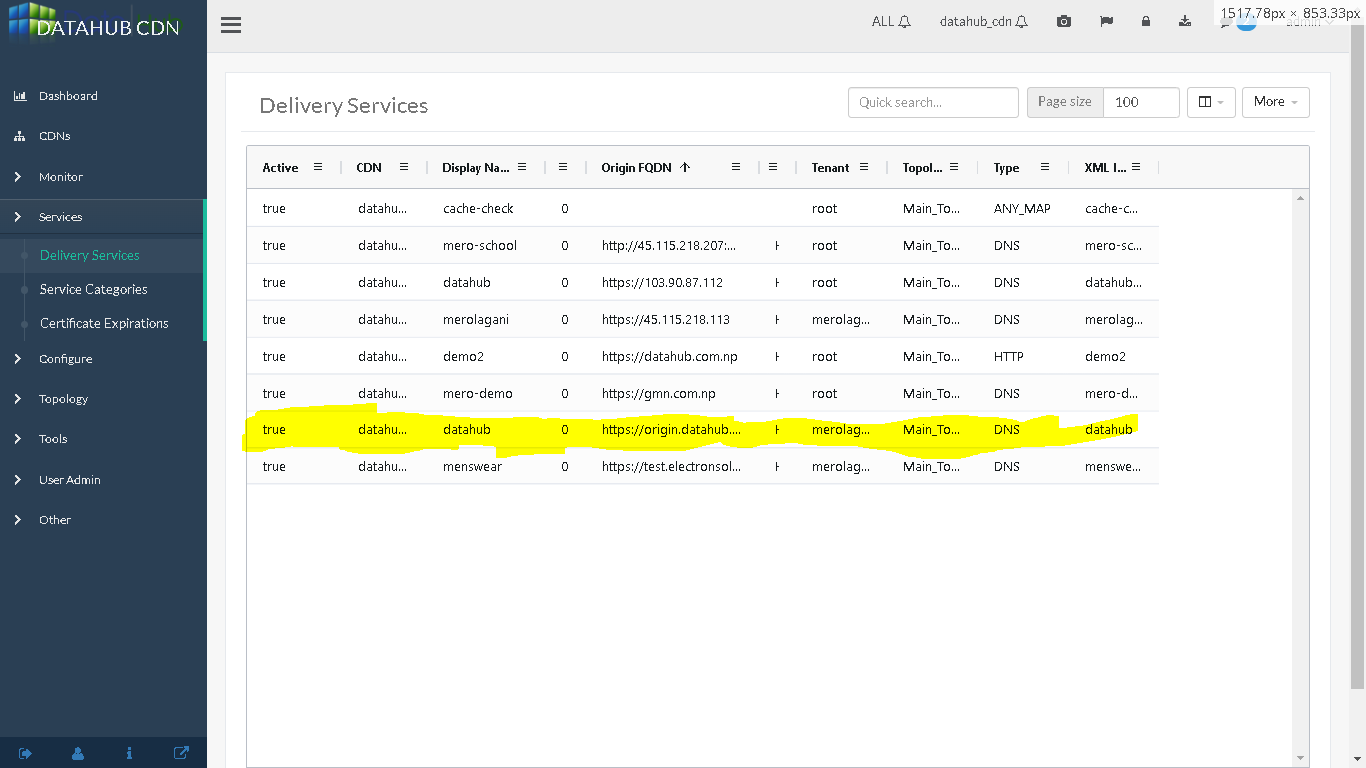 DATAHUB CDN
ALL datahub_cdn
1517.78px × 853.33px
Dashboard
CDNs
Monitor
Services
Delivery Services
Service Categories
Certificate Expirations
Configure
Topology
Tools
User Admin
Other
Delivery Services
Quick search...
Page size 100
More
Active CDN Display Na... Origin FQDN Tenant Topol... Type XML I...
true datahu... cache-check 0 root Main_To... ANY_MAP cache-c...
true datahu... mero-school 0 http://45.115.218.207:... root Main_To... DNS mero-sc...
true datahu... datahub 0 https://103.90.87.112 root Main_To... DNS datahub...
true datahu... merolagani 0 https://45.115.218.113 merolag... Main_To... DNS merolag...
true datahu... demo2 0 https://datahub.com.np root Main_To... HTTP demo2
true datahu... mero-demo 0 https://gmn.com.np root Main_To... DNS mero-d...
true datahu... datahub 0 https://origin.datahub.... merolag... Main_To... DNS datahub
true datahu... menswear 0 https://test.electronsol... merolag... Main_To... DNS menswe...